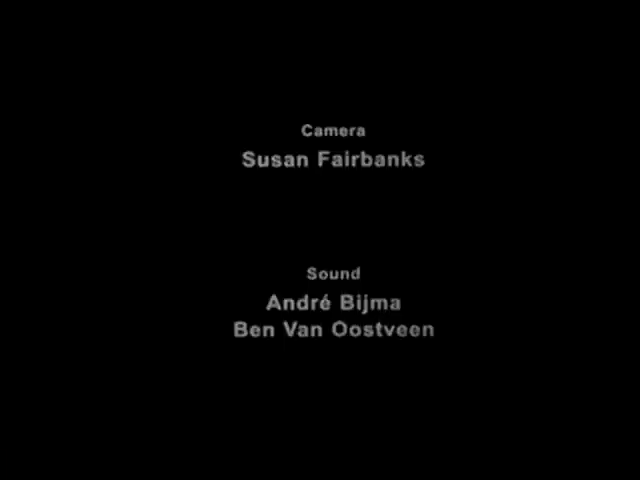 Camera
Susan Fairbanks
Sound
André Bijma
Ben Van Oostveen